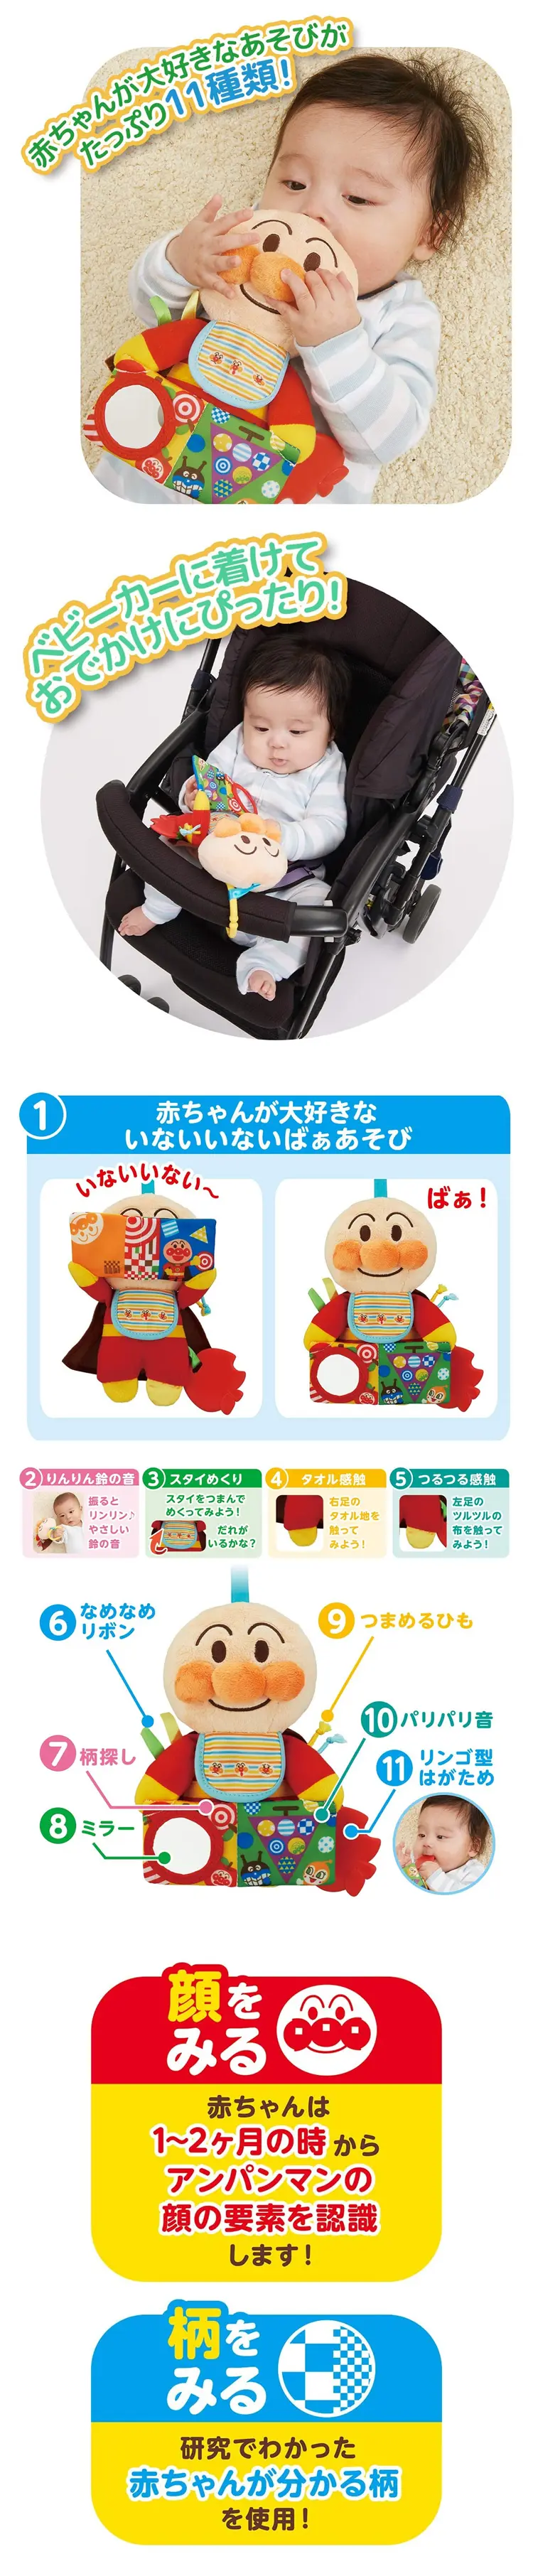 赤ちゃんが大好きなあそびが
たっぷり11種類!
ベビーカーに着けて
おでかけにぴったり!
1
赤ちゃんが大好きな
いないいないばぁあそび
いないいない〜
ばぁ!
2 りんりん鈴の音
振ると
リンリン♪
やさしい
鈴の音
3 スタイめくり
スタイをつまんで
めくってみよう!
だれが
いるかな?
4 タオル感触
右足の
タオル地を
触って
みよう!
5 つるつる感触
左足の
ツルツルの
布を触って
みよう!
6 なめなめ
リボン
9 つまめるひも
10 パリパリ音
7 柄探し
11 リンゴ型
はがため
8 ミラー
顔を
みる
赤ちゃんは
1~2ヶ月の時から
アンパンマンの
顔の要素を認識
します!
柄を
みる
研究でわかった
赤ちゃんが分かる柄
を使用!